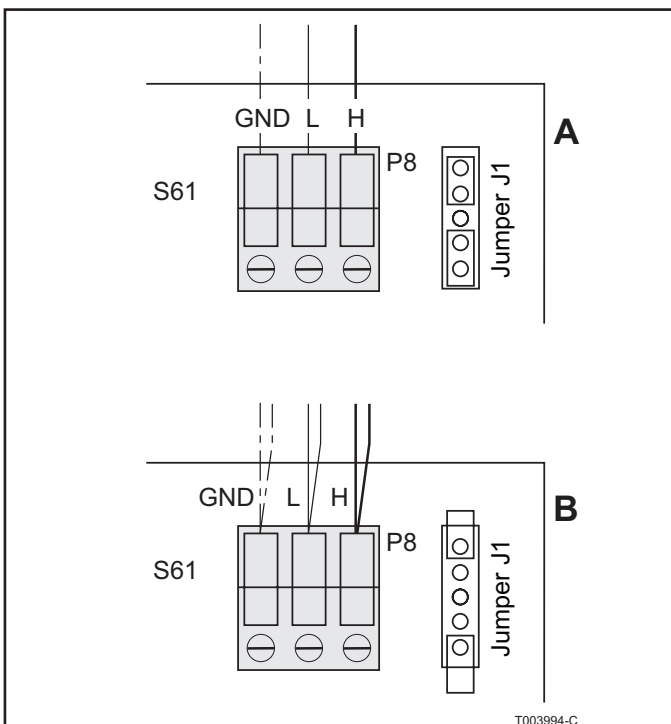 GND L H
A
P8
S61
Jumper J1
GND L H
B
P8
S61
Jumper J1
T003994-C